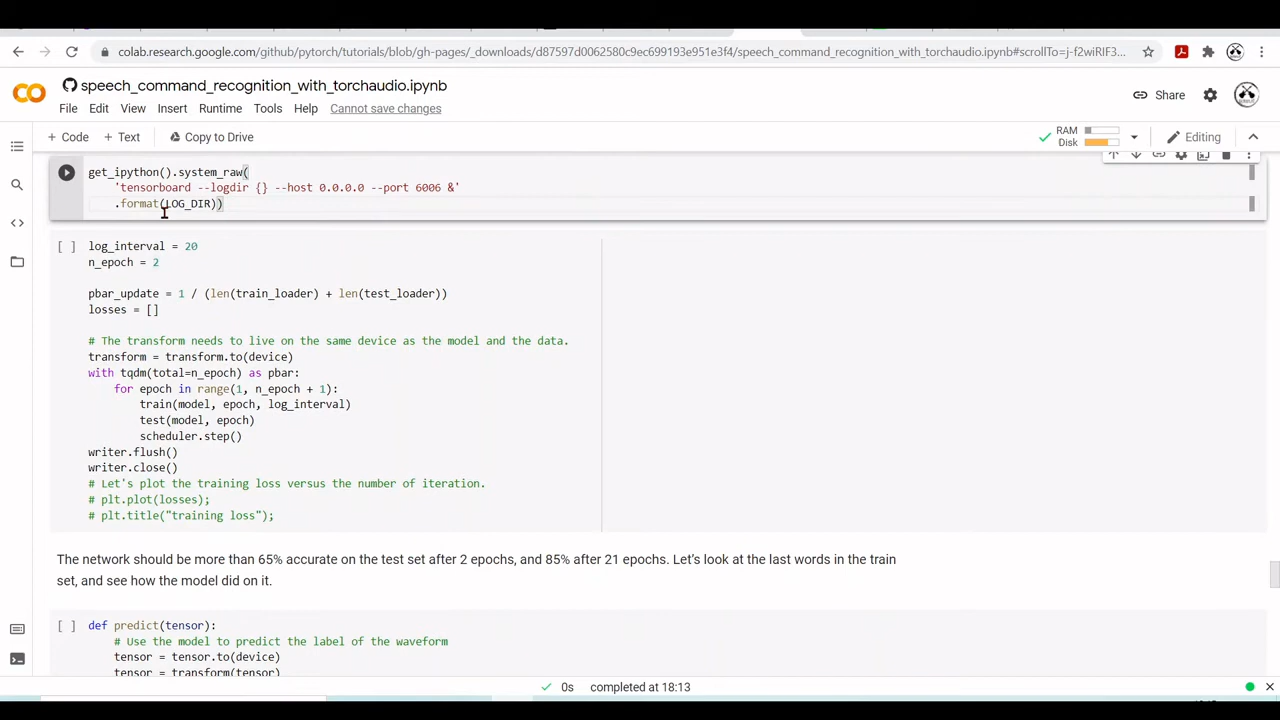 colab.research.google.com/github/pytorch/tutorials/blob/gh-pages/_downloads/d87597d0062580c9ec699193e951e3f4/speech_command_recognition_with_torchaudio.ipynb#scrollTo=j-f2wiRIF3...
speech_command_recognition_with_torchaudio.ipynb
File Edit View Insert Runtime Tools Help Cannot save changes
Share
+ Code + Text Copy to Drive
RAM
Disk
Editing
get_ipython().system_raw(
'tensorboard --logdir {} --host 0.0.0.0 --port 6006 &'
.format(LOG_DIR))
[ ] log_interval = 20
n_epoch = 2
pbar_update = 1 / (len(train_loader) + len(test_loader))
losses = []
# The transform needs to live on the same device as the model and the data.
transform = transform.to(device)
with tqdm(total=n_epoch) as pbar:
for epoch in range(1, n_epoch + 1):
train(model, epoch, log_interval)
test(model, epoch)
scheduler.step()
writer.flush()
writer.close()
# Let's plot the training loss versus the number of iteration.
# plt.plot(losses);
# plt.title("training loss");
The network should be more than 65% accurate on the test set after 2 epochs, and 85% after 21 epochs. Let's look at the last words in the train
set, and see how the model did on it.
[ ] def predict(tensor):
# Use the model to predict the label of the waveform
tensor = tensor.to(device)
tensor = transform(tensor)
0s completed at 18:13